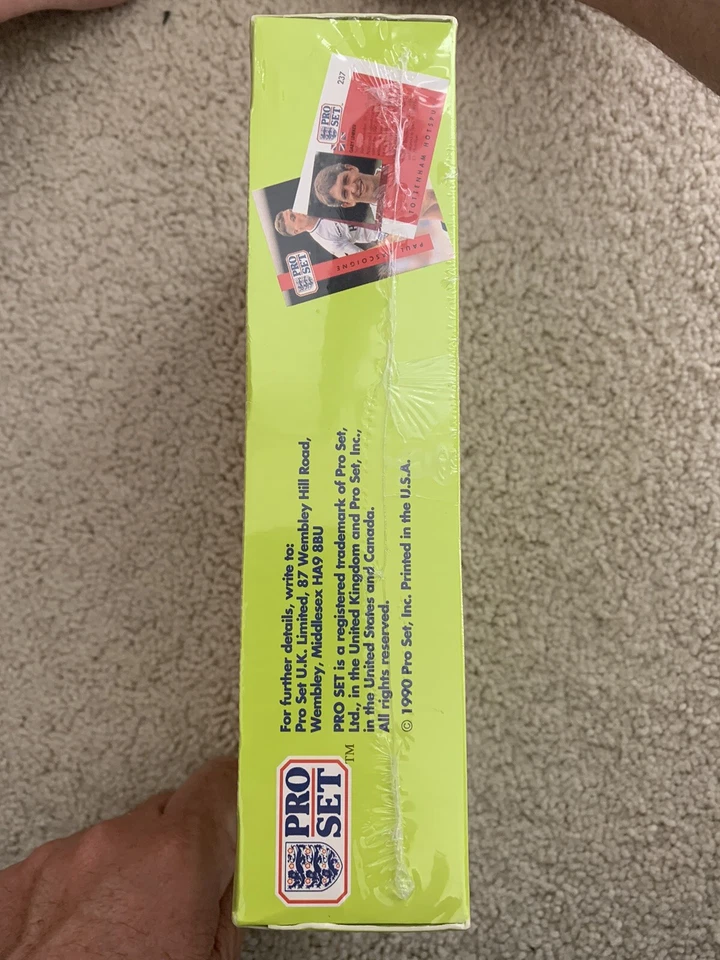 237
PRO
SET
TOTTENHAM HOTSPU
PAUL
SCOIGNE
PRO
SET
For further details, write to:
Pro Set U.K. Limited, 87 Wembley Hill Road,
Wembley, Middlesex HA9 8BU
PRO SET is a registered trademark of Pro Set,
Ltd., in the United Kingdom and Pro Set, Inc.,
in the United States and Canada.
All rights reserved.
© 1990 Pro Set, Inc. Printed in the U.S.A.
PRO
SET
TM